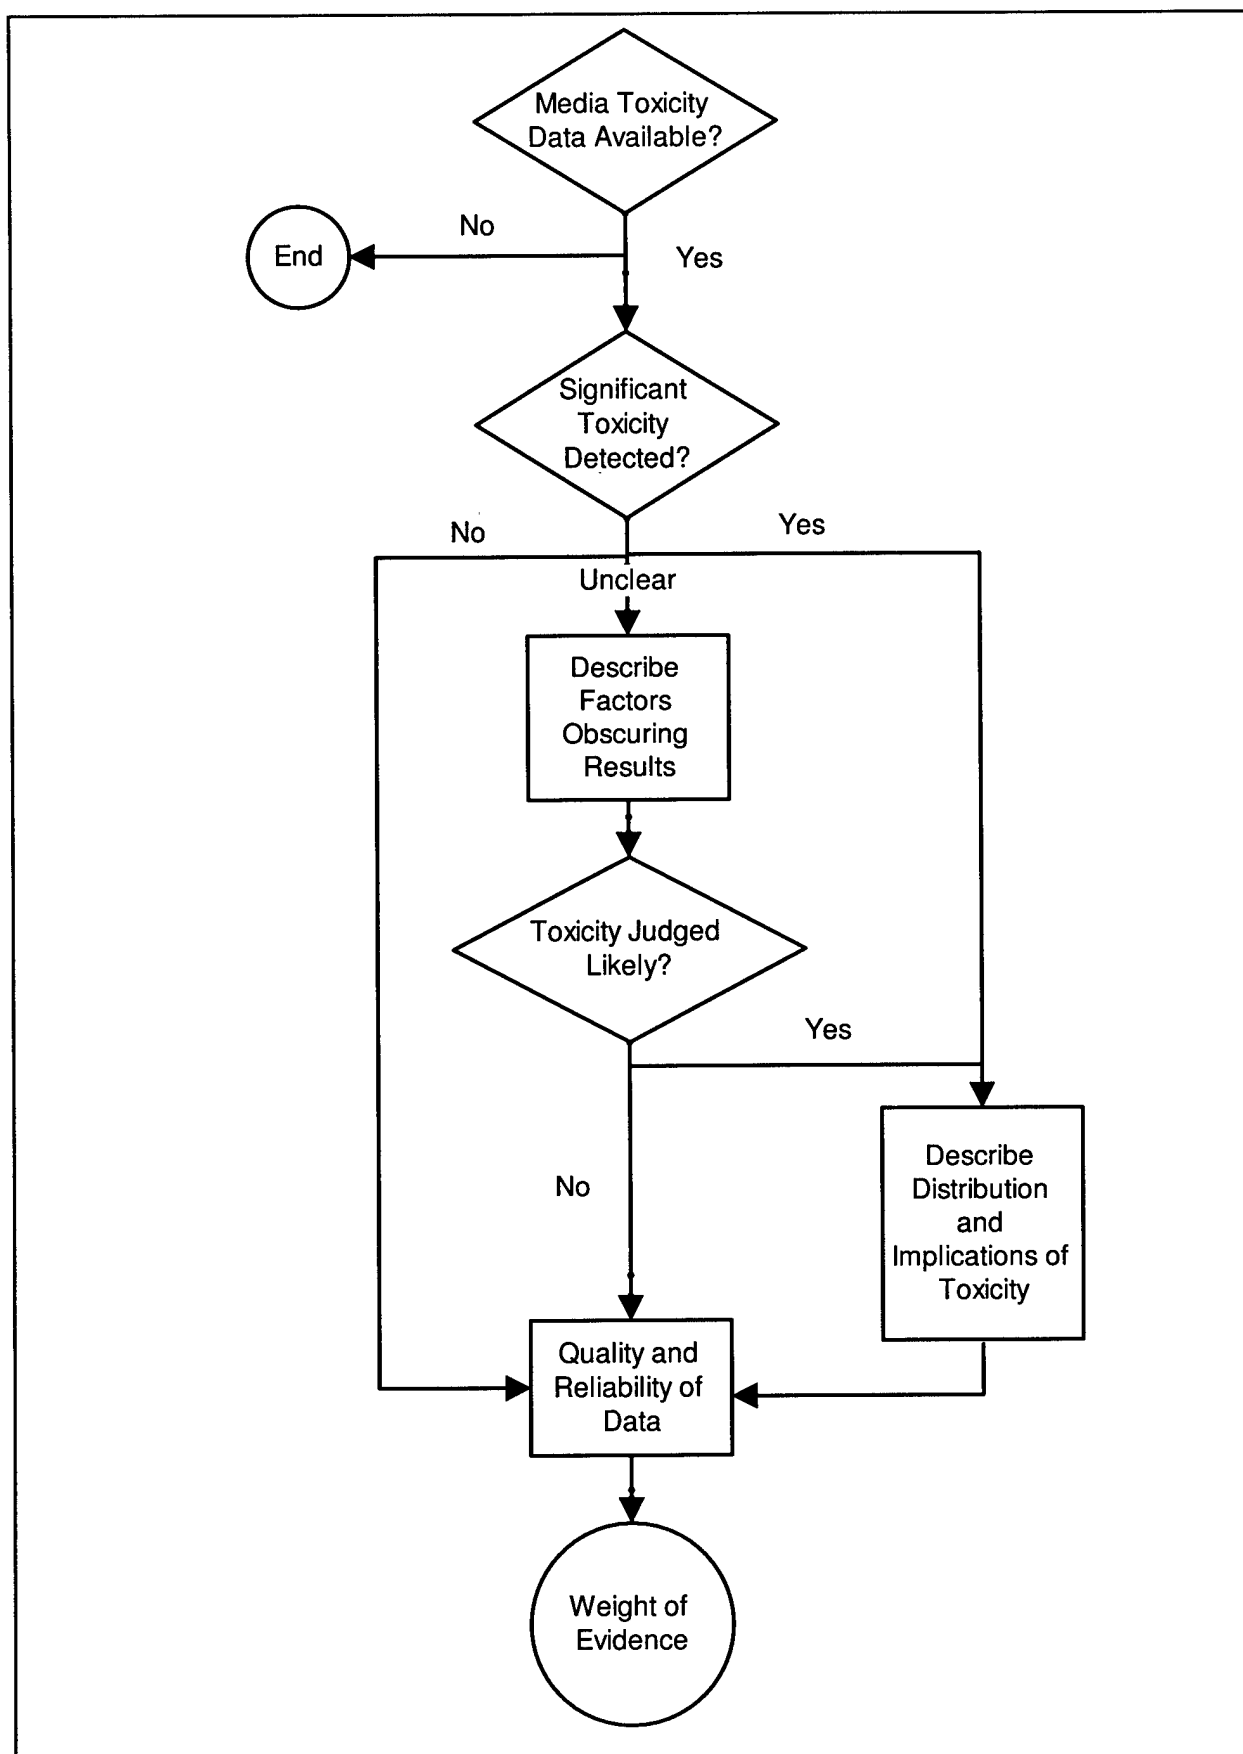 Media Toxicity
Data Available?
No
End
Yes
Significant
Toxicity
Detected?
No
Yes
Unclear
Describe
Factors
Obscuring
Results
Toxicity Judged
Likely?
Yes
No
Describe
Distribution
and
Implications of
Toxicity
Quality and
Reliability of
Data
Weight of
Evidence